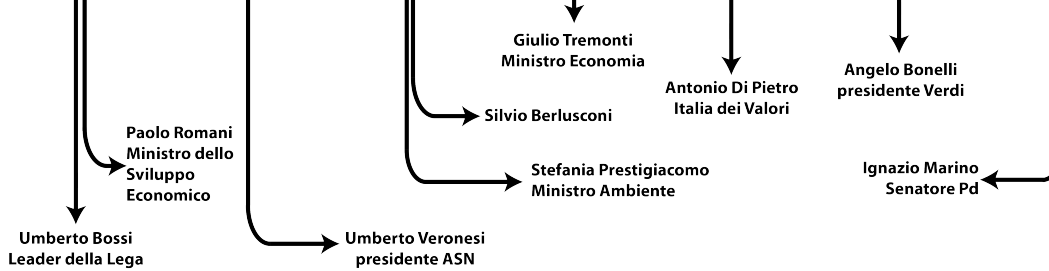 Giulio Tremonti
Ministro Economia
Antonio Di Pietro
Italia dei Valori
Angelo Bonelli
presidente Verdi
Silvio Berlusconi
Paolo Romani
Ministro dello
Sviluppo
Economico
Stefania Prestigiacomo
Ministro Ambiente
Ignazio Marino
Senatore Pd
Umberto Bossi
Leader della Lega
Umberto Veronesi
presidente ASN